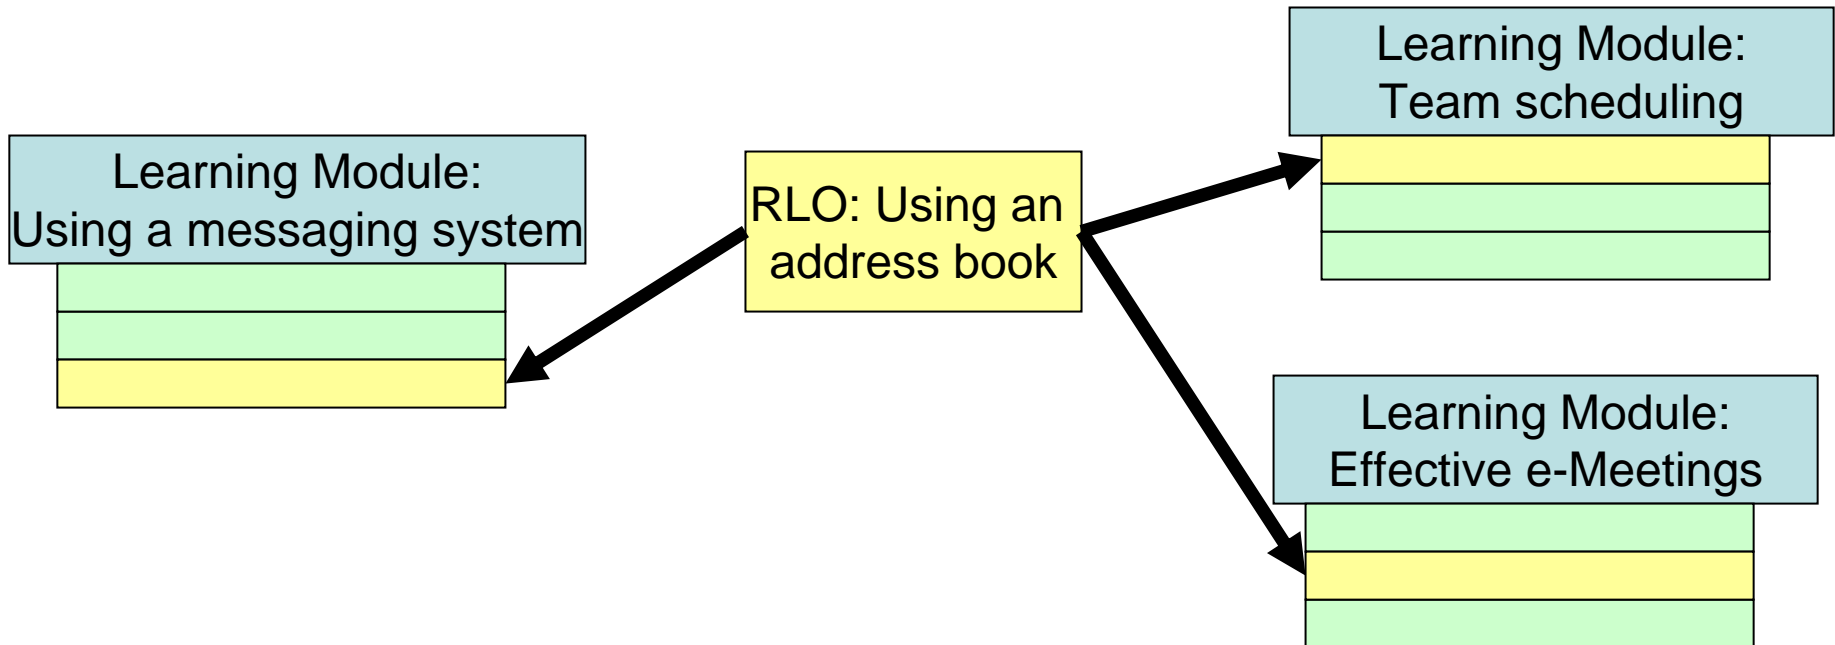 Learning Module:
Using a messaging system
RLO: Using an
address book
Learning Module:
Team scheduling
Learning Module:
Effective e-Meetings